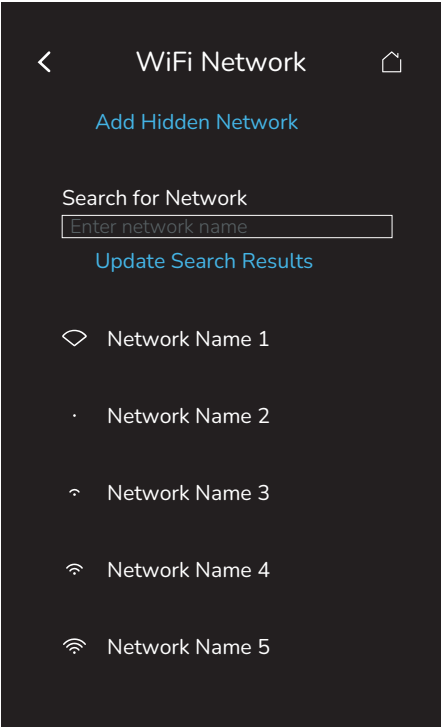 WiFi Network
Add Hidden Network
Search for Network
Enter network name
Update Search Results
Network Name 1
Network Name 2
Network Name 3
Network Name 4
Network Name 5